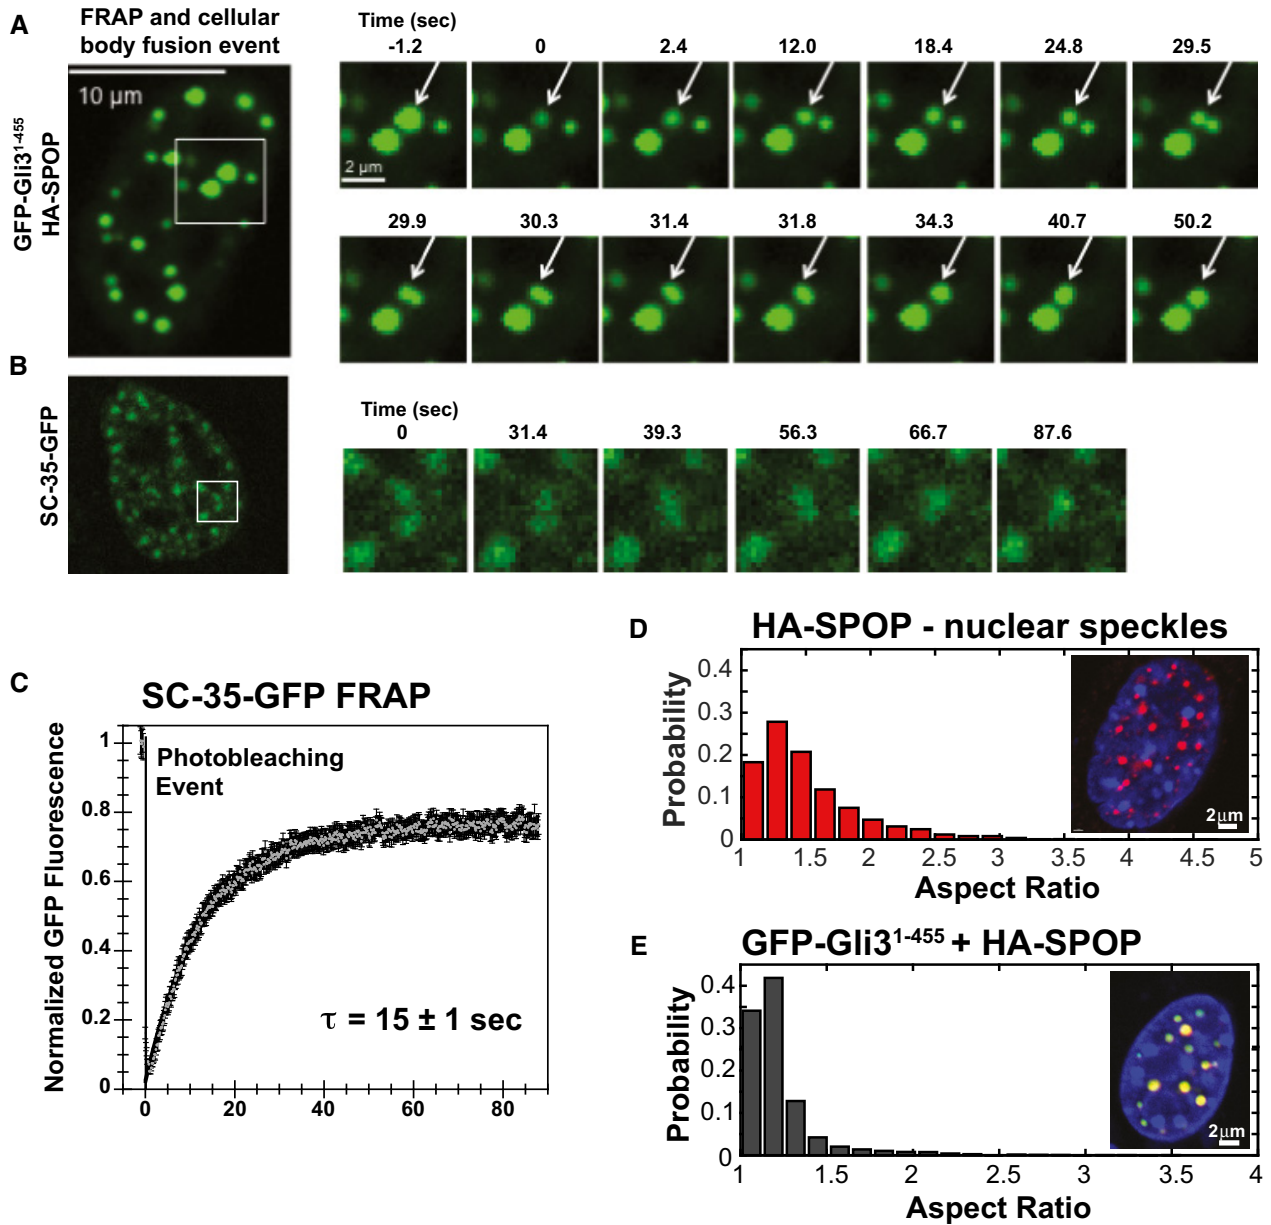 A
FRAP and cellular
body fusion event
10 µm
GFP-Gli3¹⁻⁴⁵⁵
HA-SPOP
Time (sec)
-1.2 0 2.4 12.0 18.4 24.8 29.5
2 µm
29.9 30.3 31.4 31.8 34.3 40.7 50.2
B
SC-35-GFP
Time (sec)
0 31.4 39.3 56.3 66.7 87.6
C
SC-35-GFP FRAP
Normalized GFP Fluorescence
1
0.8
0.6
0.4
0.2
0
Photobleaching
Event
τ = 15 ± 1 sec
0 20 40 60 80
D
HA-SPOP - nuclear speckles
Probability
0.4
0.3
0.2
0.1
0
2µm
1 1.5 2 2.5 3 3.5 4 4.5 5
Aspect Ratio
E
GFP-Gli3¹⁻⁴⁵⁵ + HA-SPOP
Probability
0.4
0.3
0.2
0.1
0
2µm
1 1.5 2 2.5 3 3.5 4
Aspect Ratio